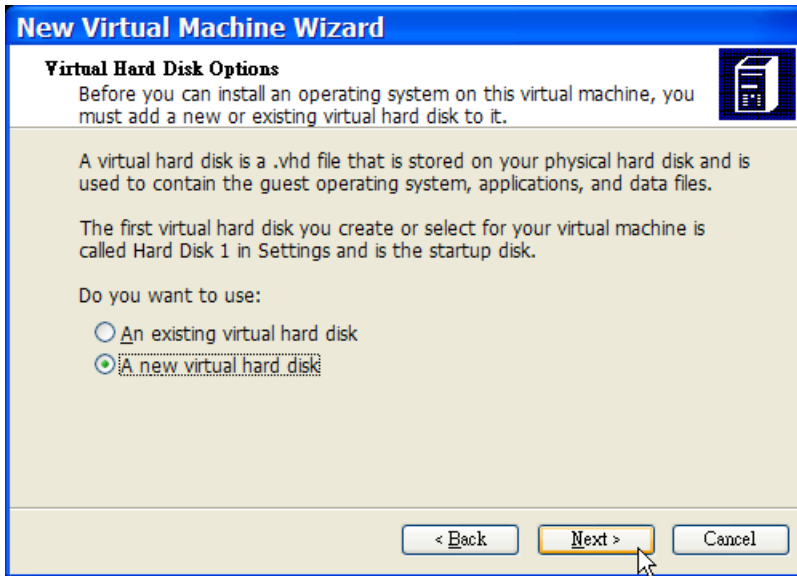 New Virtual Machine Wizard
Virtual Hard Disk Options
Before you can install an operating system on this virtual machine, you
must add a new or existing virtual hard disk to it.
A virtual hard disk is a .vhd file that is stored on your physical hard disk and is
used to contain the guest operating system, applications, and data files.
The first virtual hard disk you create or select for your virtual machine is
called Hard Disk 1 in Settings and is the startup disk.
Do you want to use:
An existing virtual hard disk
A new virtual hard disk
< Back
Next >
Cancel